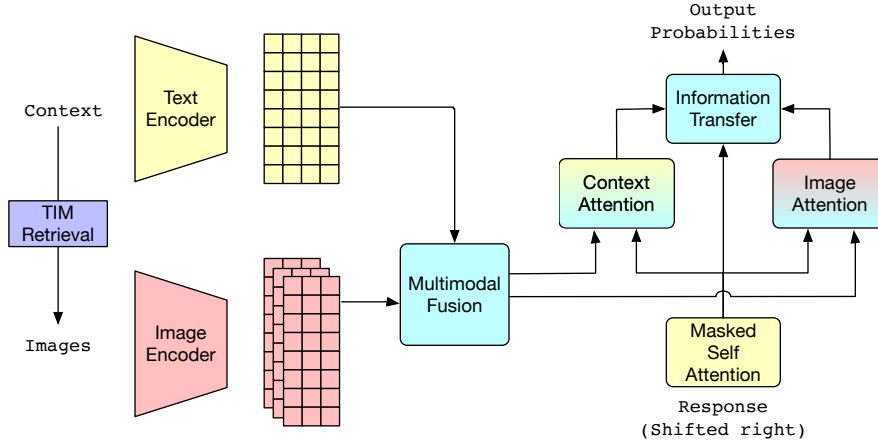 Context
TIM
Retrieval
Images
Text
Encoder
Image
Encoder
Multimodal
Fusion
Output
Probabilities
Information
Transfer
Context
Attention
Image
Attention
Masked
Self
Attention
Response
(Shifted right)